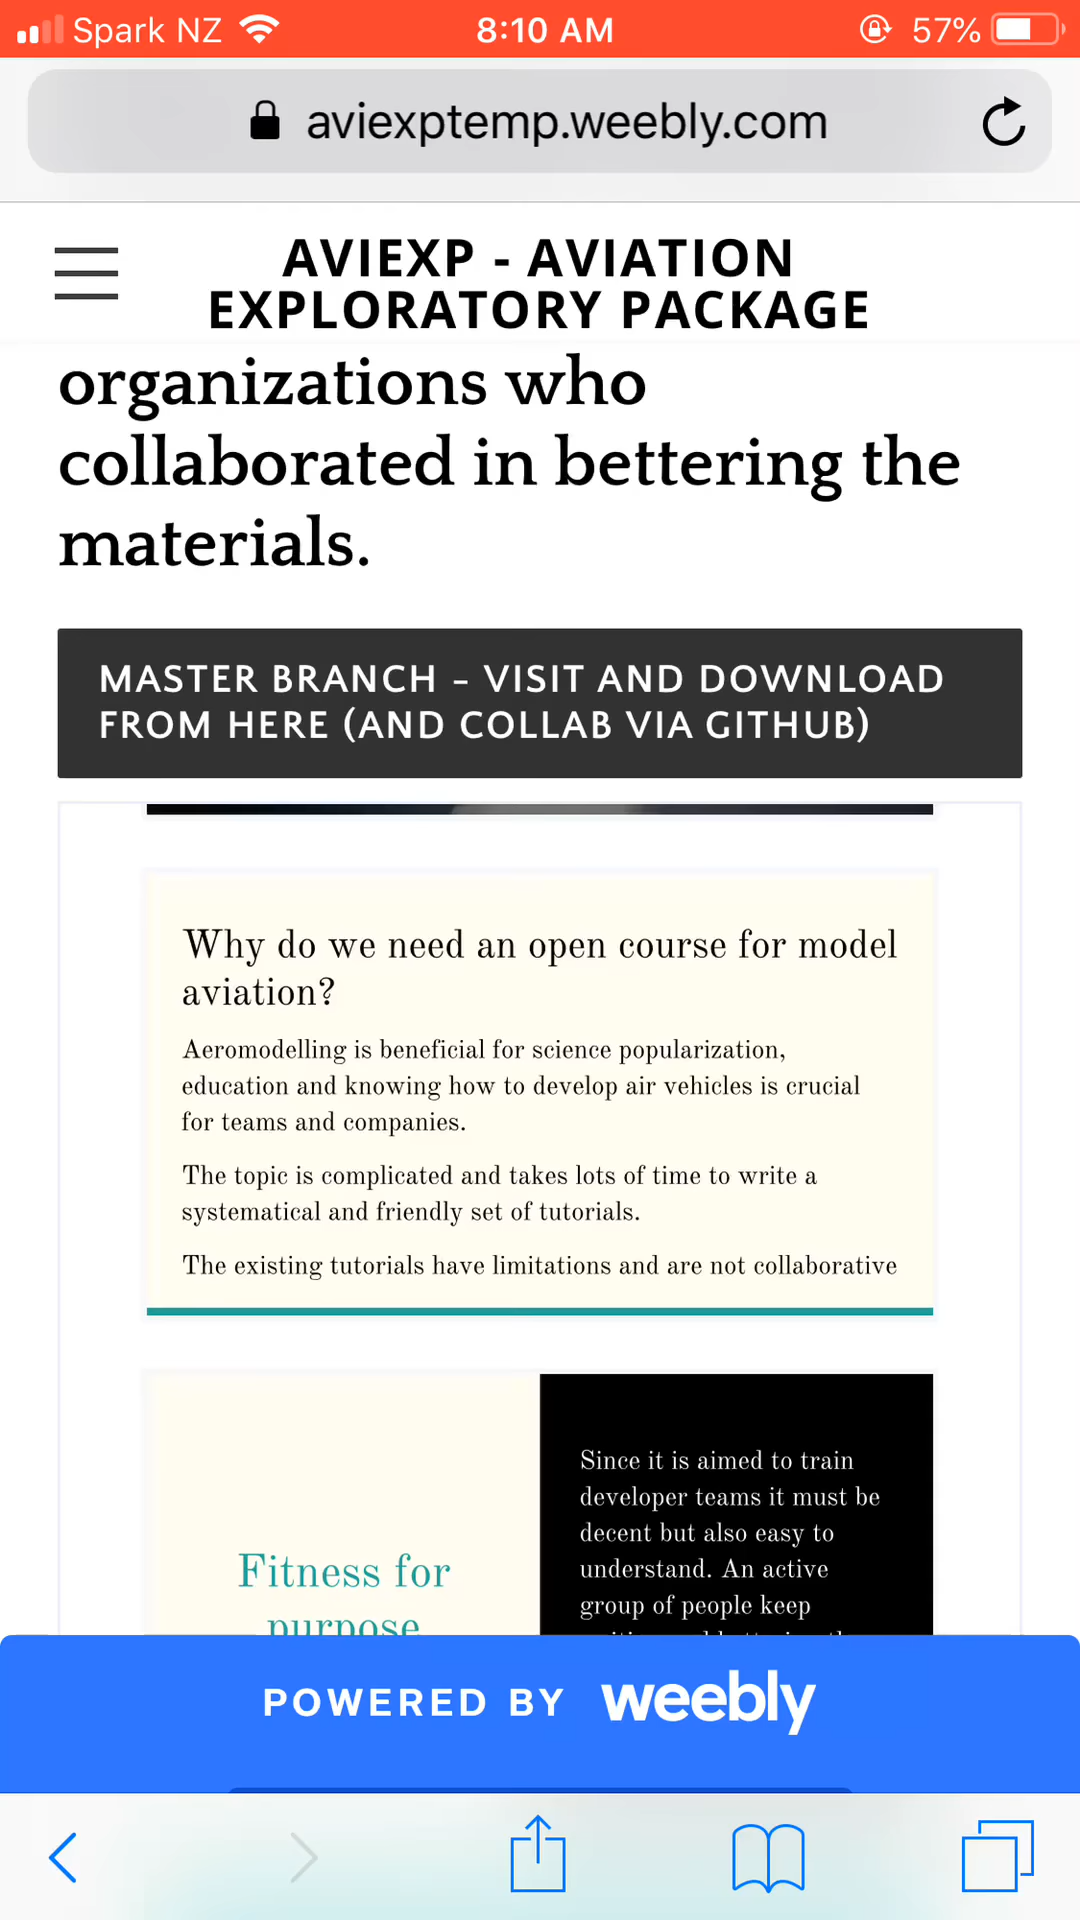 Spark NZ 8:10 AM 57%
aviexptemp.weebly.com
AVIEXP - AVIATION
EXPLORATORY PACKAGE
organizations who
collaborated in bettering the
materials.
MASTER BRANCH - VISIT AND DOWNLOAD
FROM HERE (AND COLLAB VIA GITHUB)
Why do we need an open course for model
aviation?
Aeromodelling is beneficial for science popularization,
education and knowing how to develop air vehicles is crucial
for teams and companies.
The topic is complicated and takes lots of time to write a
systematical and friendly set of tutorials.
The existing tutorials have limitations and are not collaborative
Fitness for
purpose
Since it is aimed to train
developer teams it must be
decent but also easy to
understand. An active
group of people keep
POWERED BY weebly